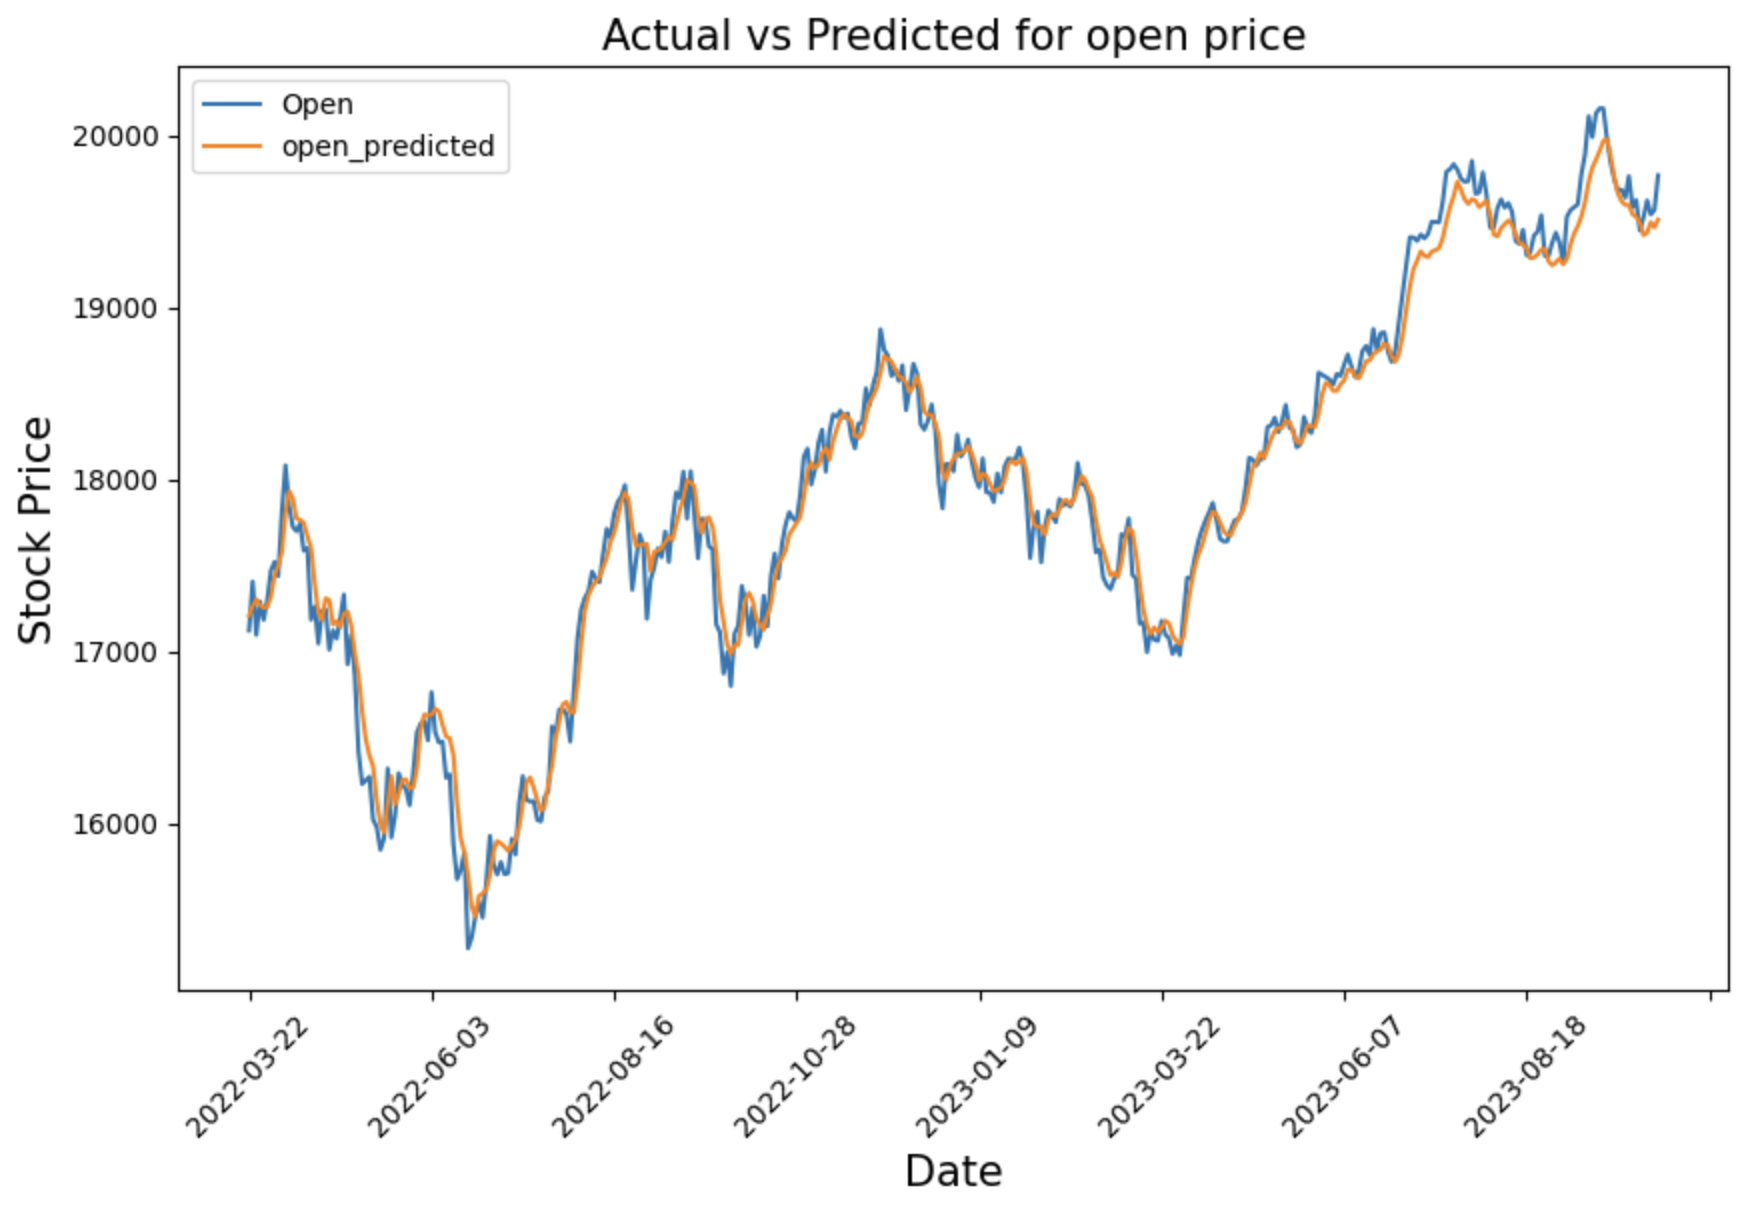 Actual vs Predicted for open price
Open
open_predicted
Stock Price
20000
19000
18000
17000
16000
2022-03-22
2022-06-03
2022-08-16
2022-10-28
2023-01-09
2023-03-22
2023-06-07
2023-08-18
Date